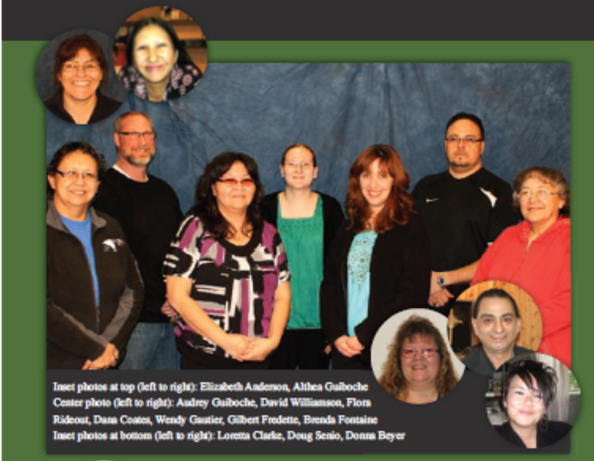 Inset photos at top (left to right): Elizabeth Anderson, Althea Guiboche
Center photo (left to right): Audrey Guiboche, David Williamson, Flora
Rideout, Dana Coates, Wendy Gautier, Gilbert Fredette, Brenda Fontaine
Inset photos at bottom (left to right): Loretta Clarke, Doug Senio, Donna Beyer